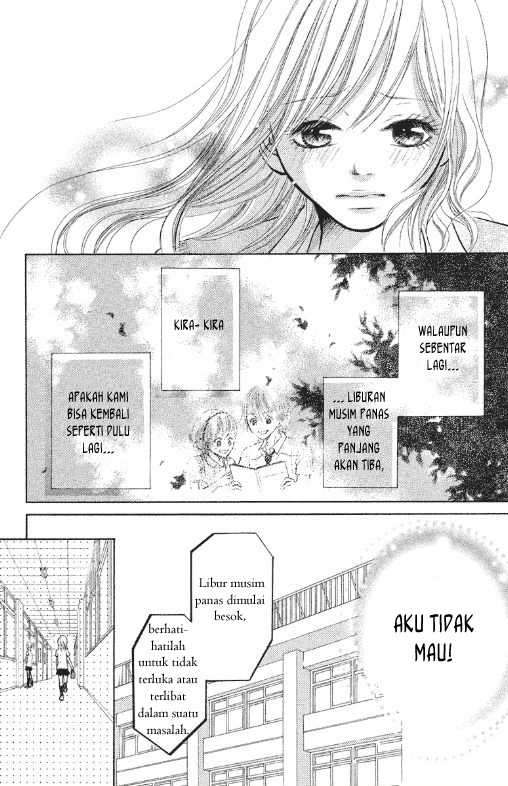 WALAUPUN
SEBENTAR
LAGI...
... LIBURAN
MUSIM PANAS
YANG
PANJANG
AKAN TIBA,
KIRA- KIRA
APAKAH KAMI
BISA KEMBALI
SEPERTI DULU
LAGI...
AKU TIDAK
MAU!
Libur musim
panas dimulai
besok,
berhati-
hatilah
untuk tidak
terluka atau
terlibat
dalam suatu
masalah.